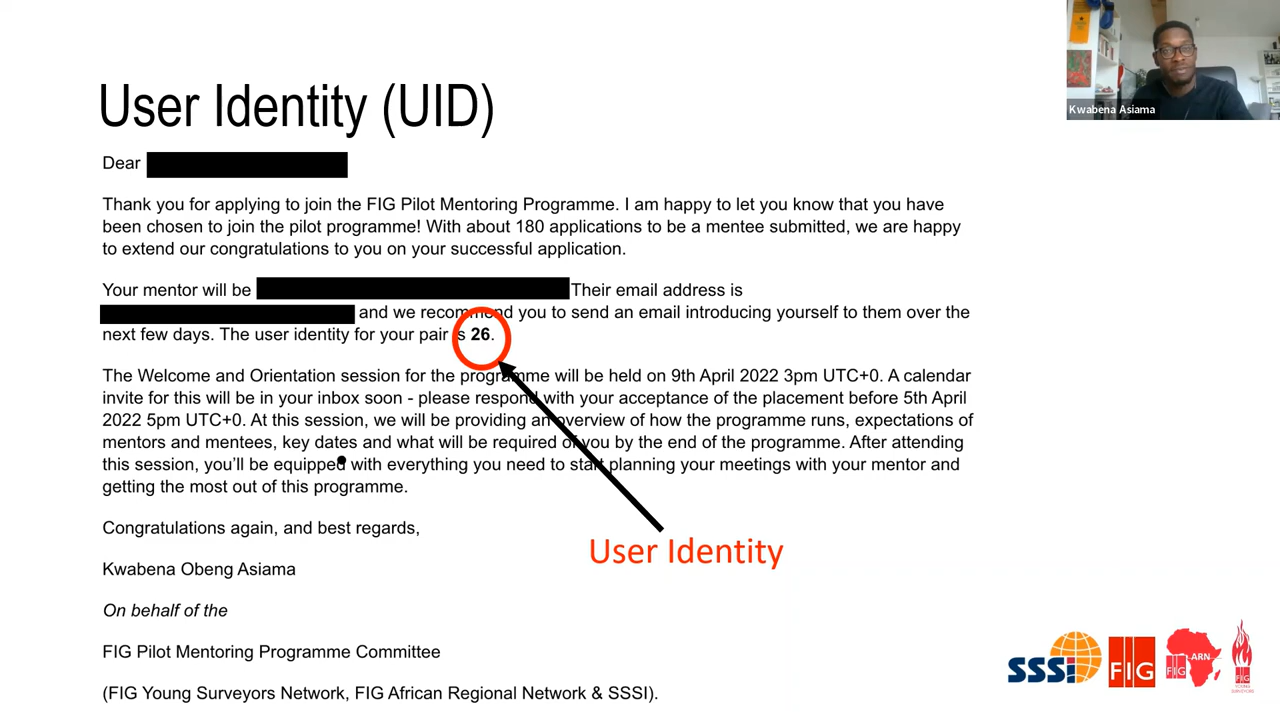 User Identity (UID)
Kwabena Asiama
Dear
Thank you for applying to join the FIG Pilot Mentoring Programme. I am happy to let you know that you have
been chosen to join the pilot programme! With about 180 applications to be a mentee submitted, we are happy
to extend our congratulations to you on your successful application.
Your mentor will be Their email address is
and we recommend you to send an email introducing yourself to them over the
next few days. The user identity for your pair is 26.
The Welcome and Orientation session for the programme will be held on 9th April 2022 3pm UTC+0. A calendar
invite for this will be in your inbox soon - please respond with your acceptance of the placement before 5th April
2022 5pm UTC+0. At this session, we will be providing an overview of how the programme runs, expectations of
mentors and mentees, key dates and what will be required of you by the end of the programme. After attending
this session, you'll be equipped with everything you need to start planning your meetings with your mentor and
getting the most out of this programme.
Congratulations again, and best regards,
User Identity
Kwabena Obeng Asiama
On behalf of the
FIG Pilot Mentoring Programme Committee
(FIG Young Surveyors Network, FIG African Regional Network & SSSI).
SSSi
FIG
FIG
ARN
FIG
YOUNG
SURVEYORS